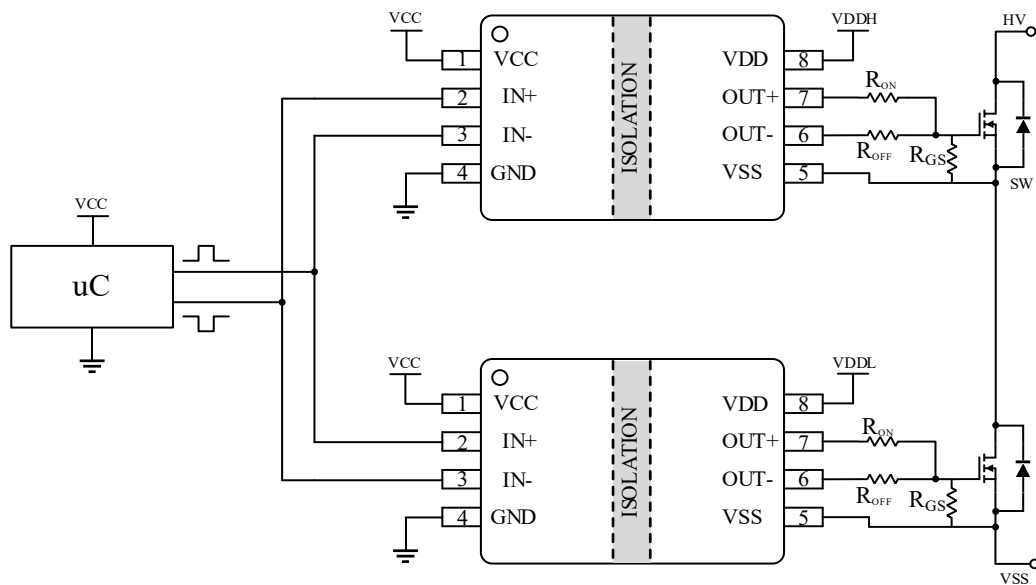 VCC
VDDH
HV
1 VCC
VDD 8
2 IN+
OUT+ 7
RON
3 IN-
OUT- 6
ROFF
RGS
4 GND
VSS 5
SW
ISOLATION
VCC
uC
VCC
VDDL
1 VCC
VDD 8
2 IN+
OUT+ 7
RON
3 IN-
OUT- 6
ROFF
RGS
4 GND
VSS 5
ISOLATION
VSS